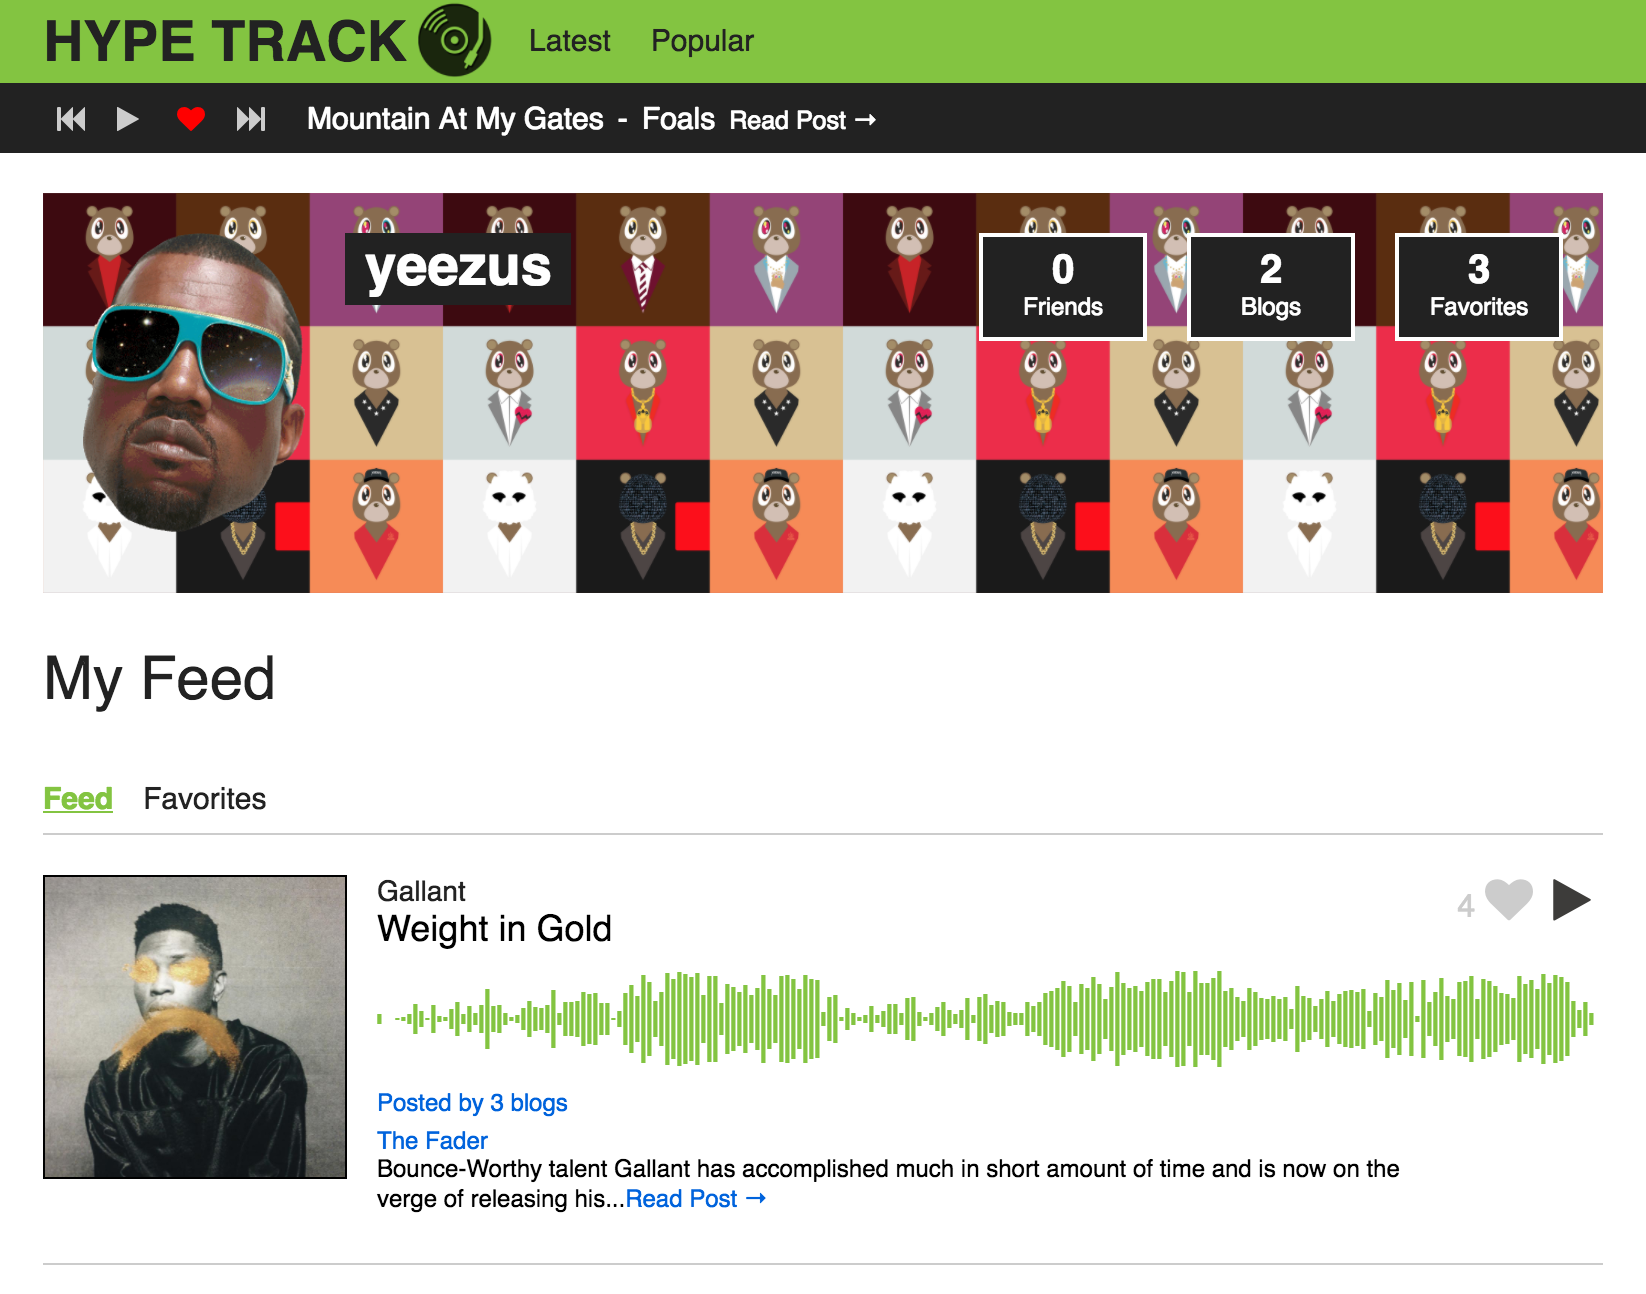 HYPE TRACK Latest Popular
Mountain At My Gates - Foals Read Post →
yeezus
0
Friends
2
Blogs
3
Favorites
My Feed
Feed Favorites
Gallant
4
Weight in Gold
Posted by 3 blogs
The Fader
Bounce-Worthy talent Gallant has accomplished much in short amount of time and is now on the
verge of releasing his...Read Post →